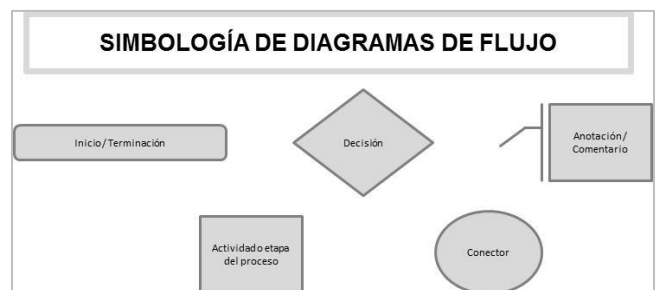 SIMBOLOGÍA DE DIAGRAMAS DE FLUJO
Inicio/Terminación
Decisión
Anotación/
Comentario
Actividad o etapa
del proceso
Conector